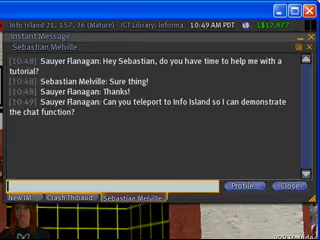 Info Island 21, 157, 36 (Mature) - ICT Library: Informa 10:49 AM PDT L$12,977
Instant Message
Sebastian Melville
[10:48] Sauyer Flanagan: Hey Sebastian, do you have time to help me with a
tutorial?
[10:48] Sebastian Melville: Sure thing!
[10:48] Sauyer Flanagan: Thanks!
[10:49] Sauyer Flanagan: Can you teleport to Info Island so I can demonstrate
the chat function?
Profile... Close
New IM Crash Thibaud Sebastian Melville